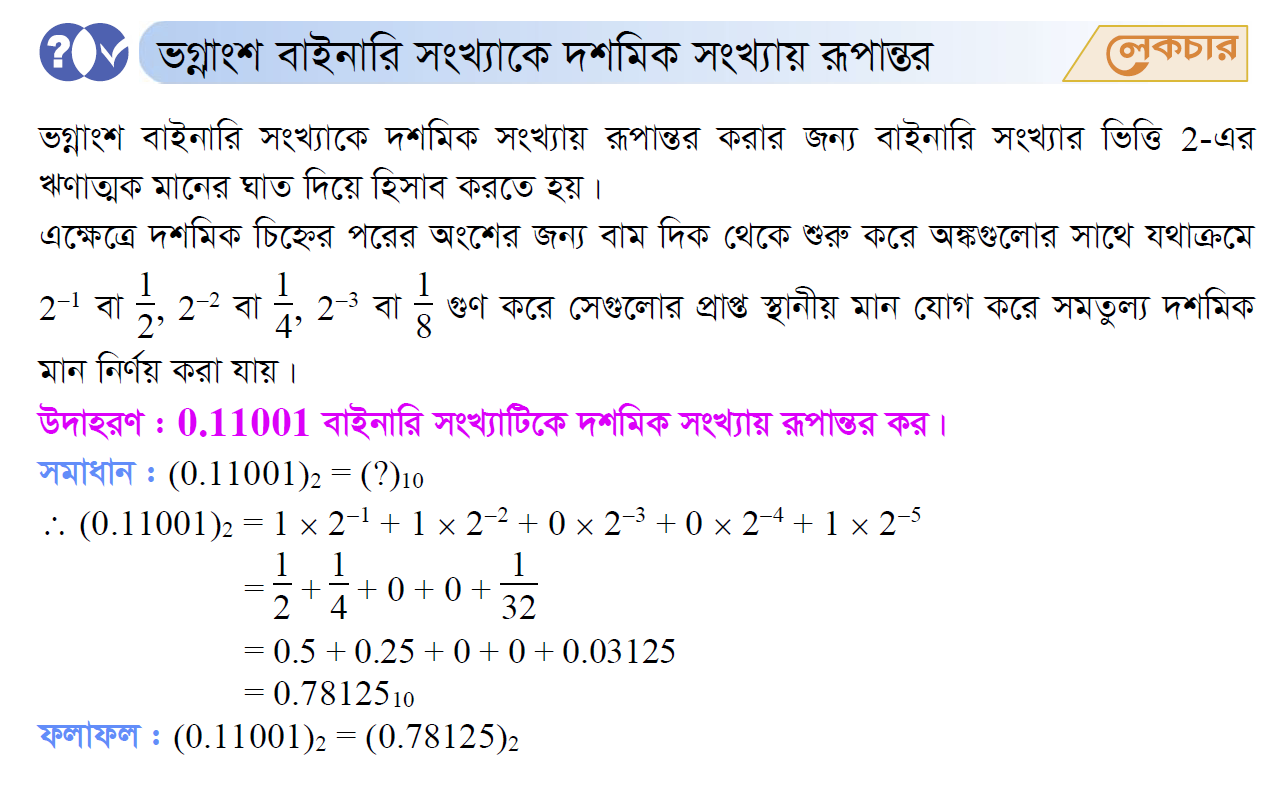 ভগ্নাংশ বাইনারি সংখ্যাকে দশমিক সংখ্যায় রূপান্তর
লেকচার
ভগ্নাংশ বাইনারি সংখ্যাকে দশমিক সংখ্যায় রূপান্তর করার জন্য বাইনারি সংখ্যার ভিত্তি 2-এর
ঋণাত্মক মানের ঘাত দিয়ে হিসাব করতে হয়।
এক্ষেত্রে দশমিক চিহ্নের পরের অংশের জন্য বাম দিক থেকে শুরু করে অঙ্কগুলোর সাথে যথাক্রমে
2⁻¹ বা 1/2, 2⁻² বা 1/4, 2⁻³ বা 1/8 গুণ করে সেগুলোর প্রাপ্ত স্থানীয় মান যোগ করে সমতুল্য দশমিক
মান নির্ণয় করা যায়।
উদাহরণ : 0.11001 বাইনারি সংখ্যাটিকে দশমিক সংখ্যায় রূপান্তর কর।
সমাধান : (0.11001)₂ = (?)₁₀
∴ (0.11001)₂ = 1 × 2⁻¹ + 1 × 2⁻² + 0 × 2⁻³ + 0 × 2⁻⁴ + 1 × 2⁻⁵
= 1/2 + 1/4 + 0 + 0 + 1/32
= 0.5 + 0.25 + 0 + 0 + 0.03125
= 0.78125₁₀
ফলাফল : (0.11001)₂ = (0.78125)₂